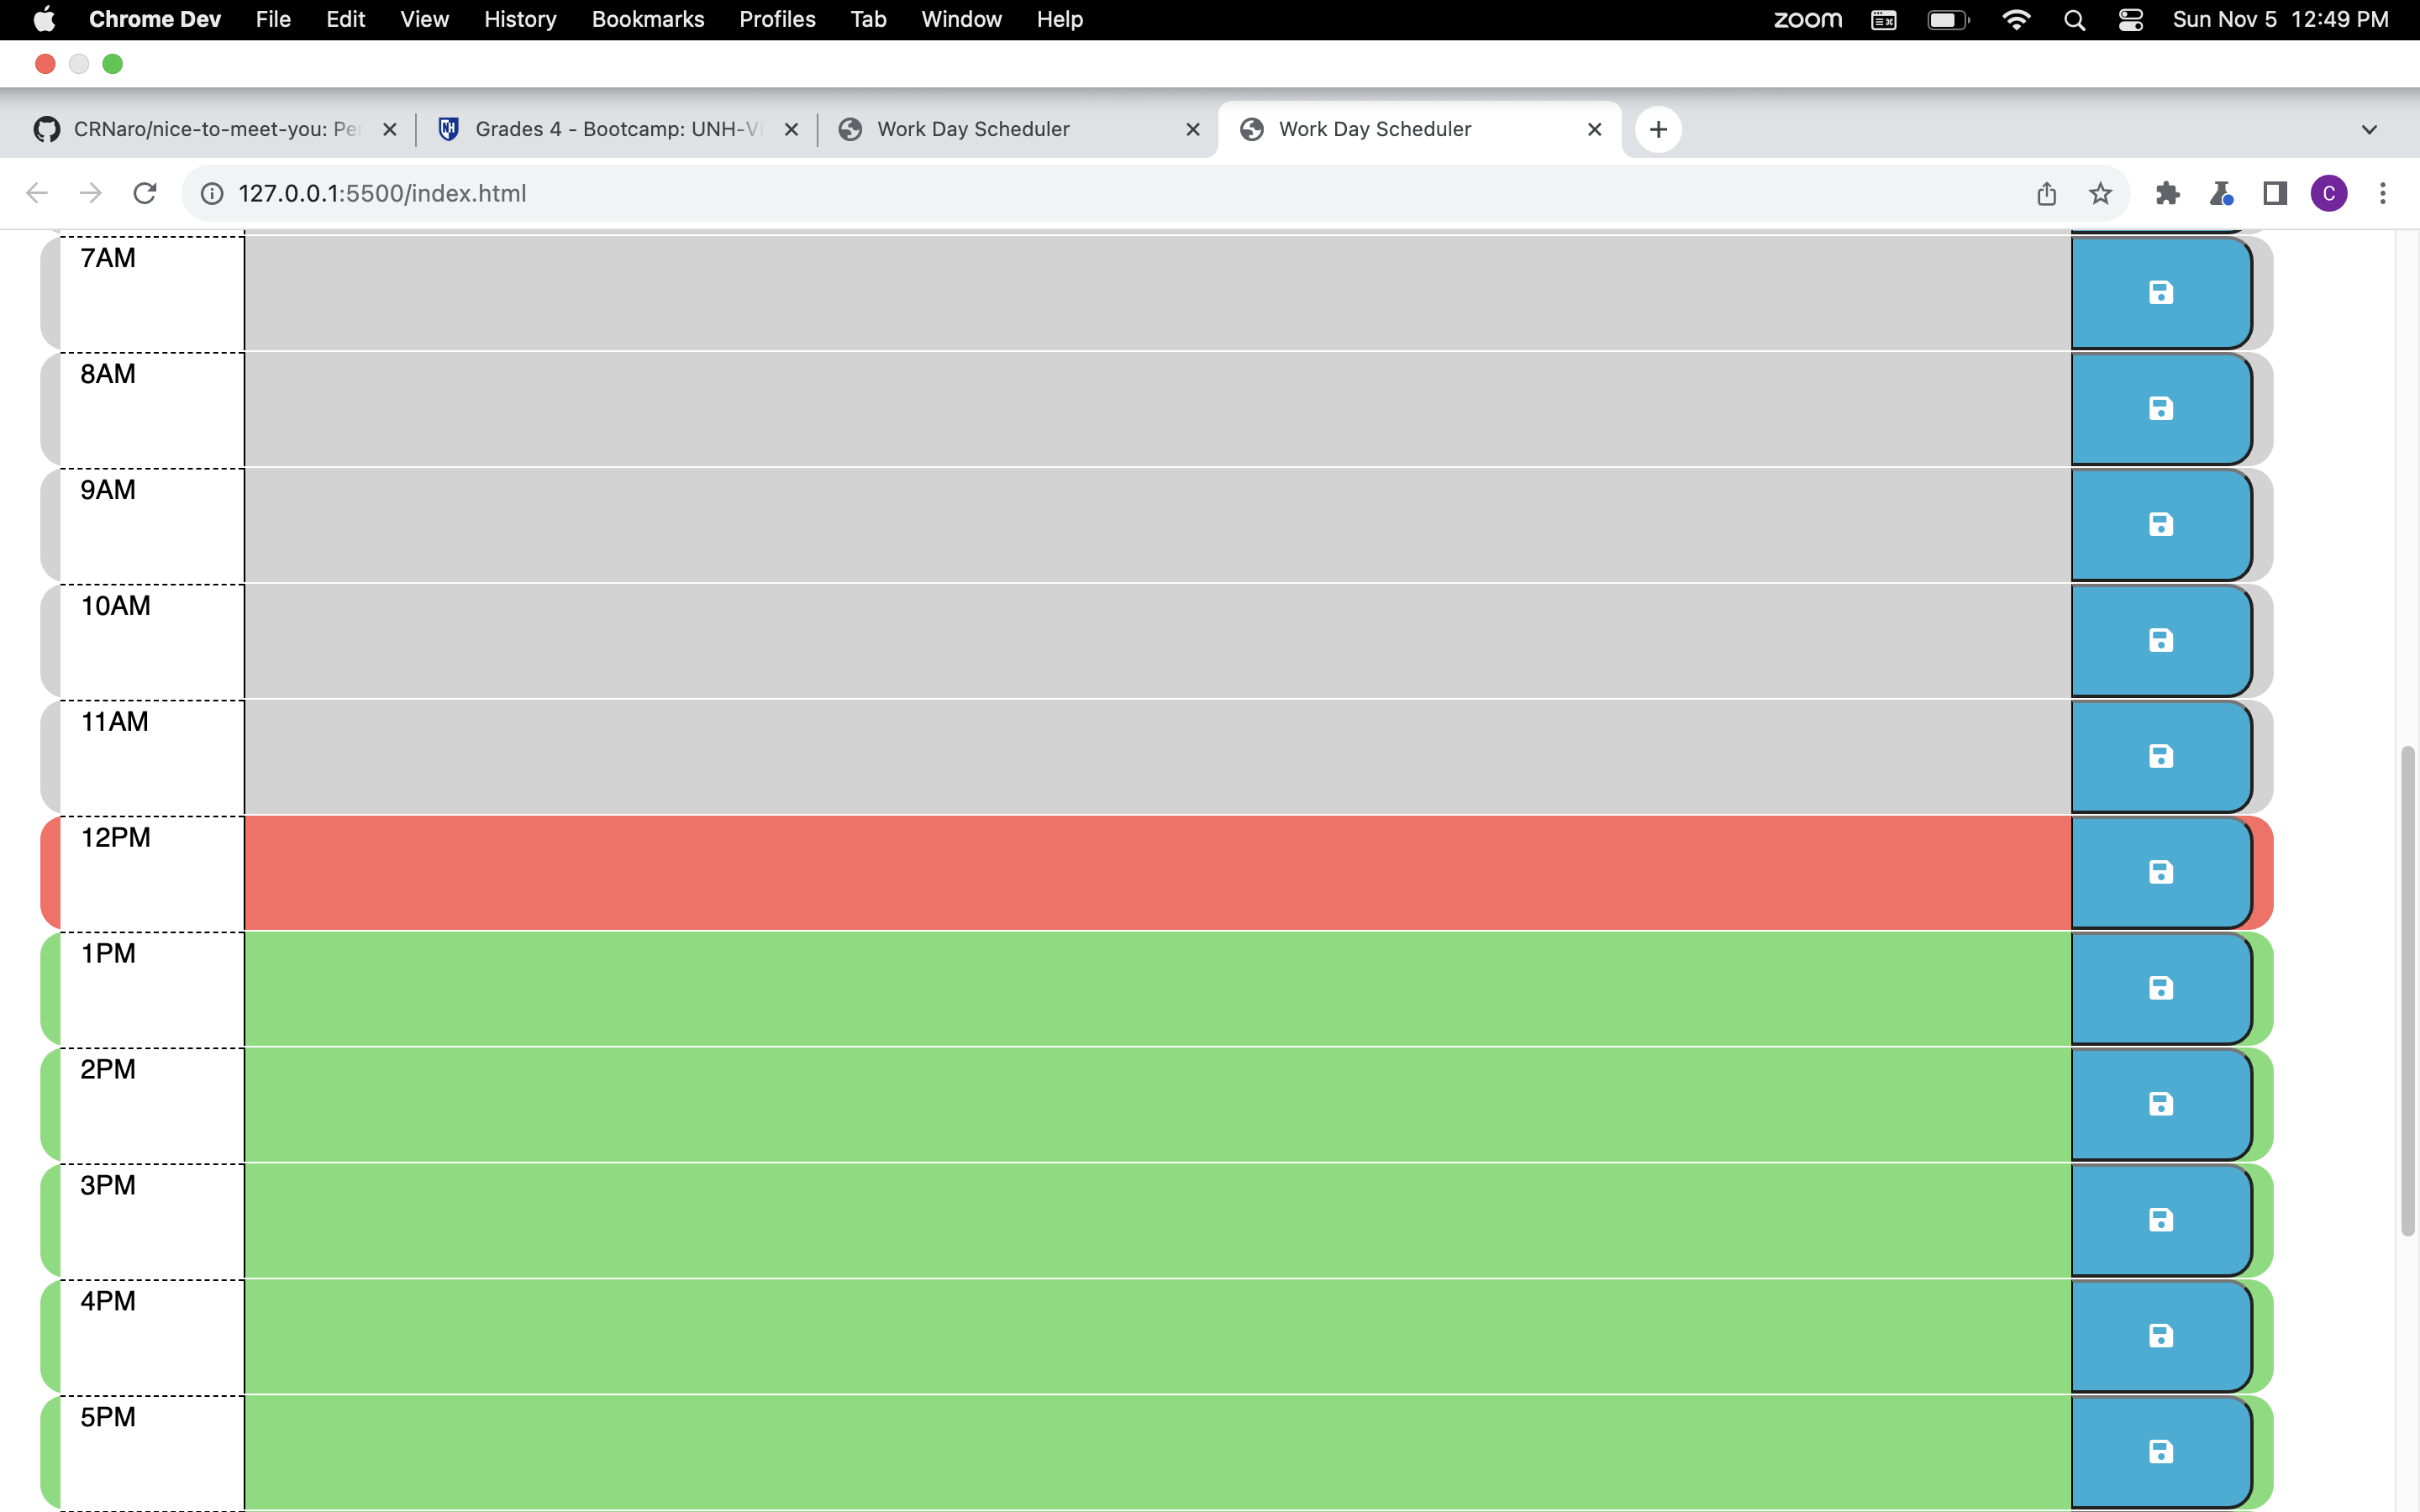 Chrome Dev File Edit View History Bookmarks Profiles Tab Window Help zoom Sun Nov 5 12:49 PM
CRNaro/nice-to-meet-you: Pe Grades 4 - Bootcamp: UNH-V Work Day Scheduler Work Day Scheduler
127.0.0.1:5500/index.html C
7AM
8AM
9AM
10AM
11AM
12PM
1PM
2PM
3PM
4PM
5PM